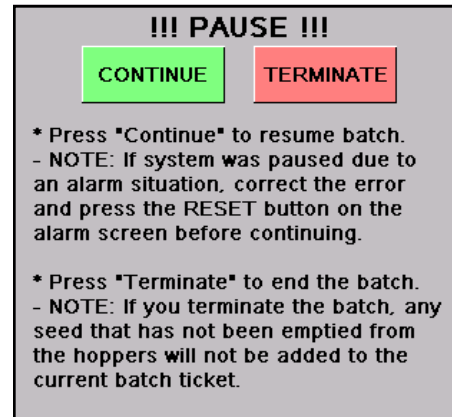 !!! PAUSE !!!
CONTINUE TERMINATE
* Press "Continue" to resume batch.
- NOTE: If system was paused due to
an alarm situation, correct the error
and press the RESET button on the
alarm screen before continuing.
* Press "Terminate" to end the batch.
- NOTE: If you terminate the batch, any
seed that has not been emptied from
the hoppers will not be added to the
current batch ticket.